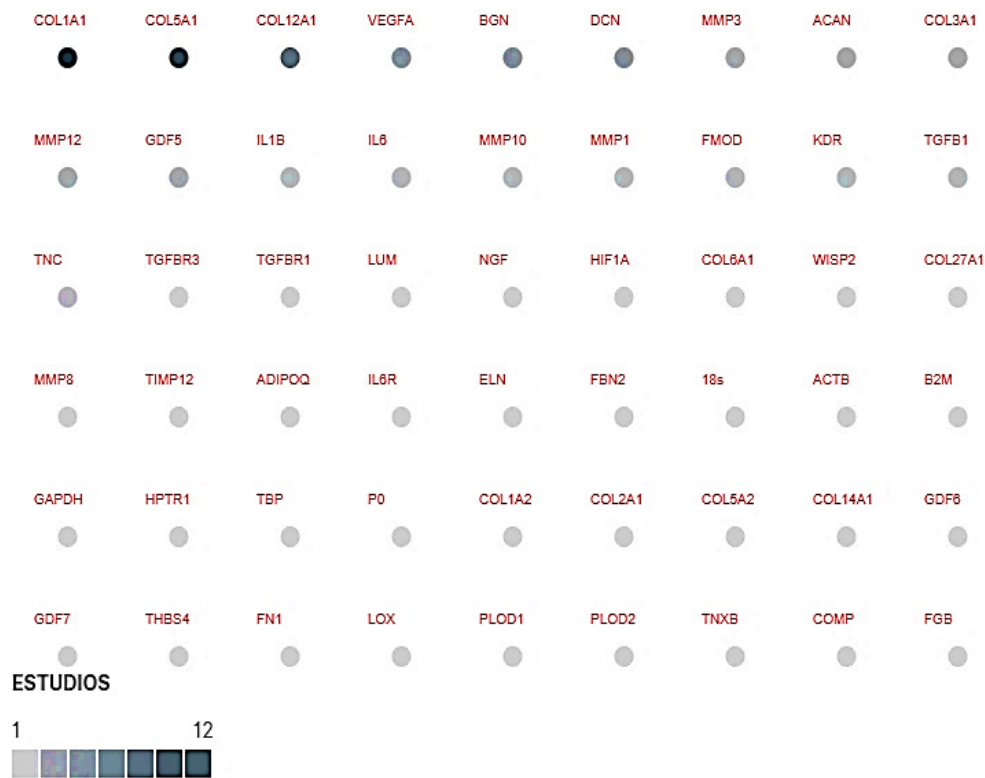 COL1A1 COL5A1 COL12A1 VEGFA BGN DCN MMP3 ACAN COL3A1
MMP12 GDF5 IL1B IL6 MMP10 MMP1 FMOD KDR TGFB1
TNC TGFBR3 TGFBR1 LUM NGF HIF1A COL6A1 WISP2 COL27A1
MMP8 TIMP12 ADIPOQ IL6R ELN FBN2 18s ACTB B2M
GAPDH HPTR1 TBP P0 COL1A2 COL2A1 COL5A2 COL14A1 GDF6
GDF7 THBS4 FN1 LOX PLOD1 PLOD2 TNXB COMP FGB
ESTUDIOS
1 12